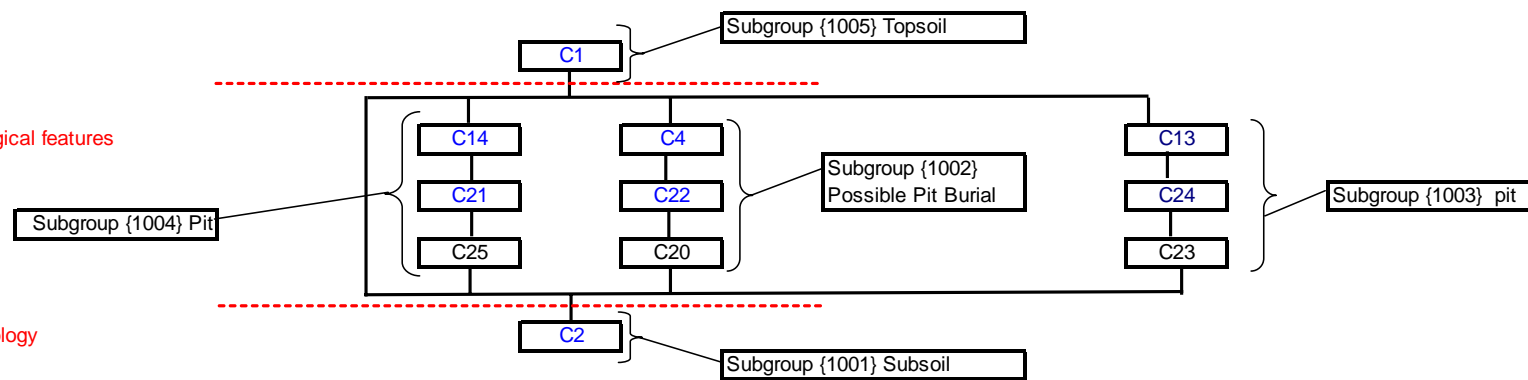 Subgroup {1005} Topsoil
C1
gical features
C14
C4
C13
Subgroup {1002}
Possible Pit Burial
C21
C22
C24
Subgroup {1003} pit
Subgroup {1004} Pit
C25
C20
C23
C2
ology
Subgroup {1001} Subsoil